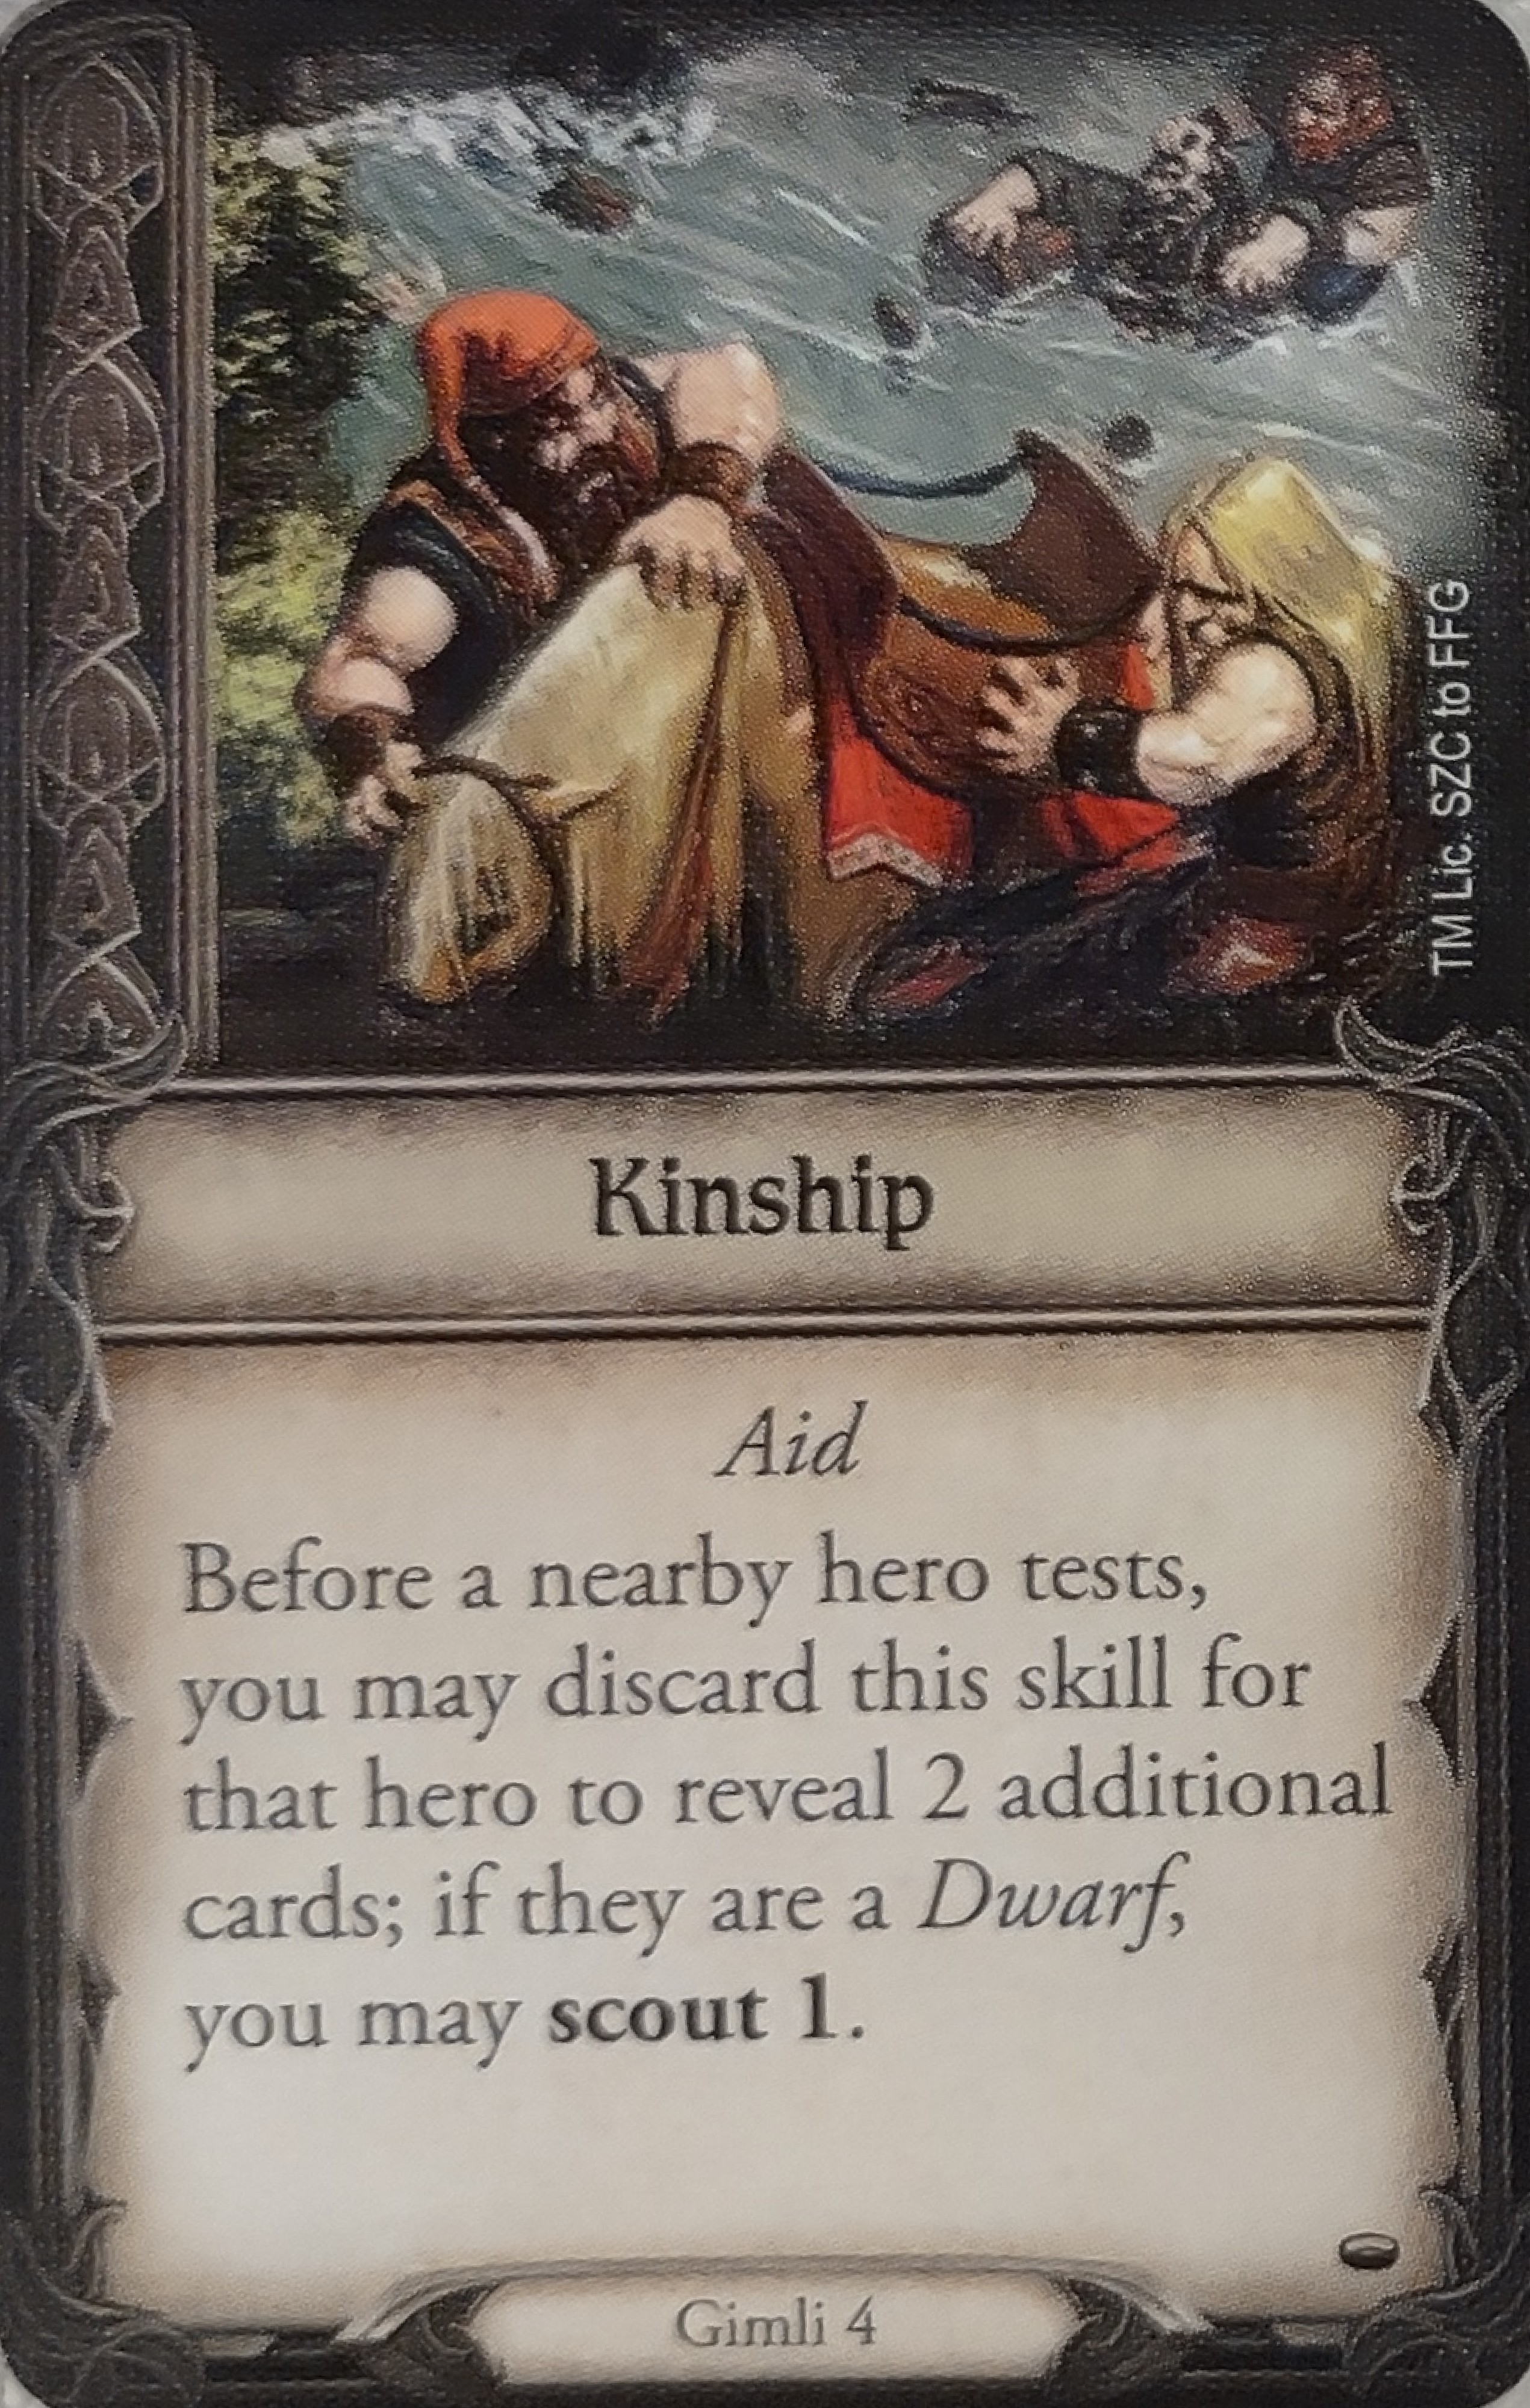 TM Lic. SZC to FFG
Kinship
Aid
Before a nearby hero tests,
you may discard this skill for
that hero to reveal 2 additional
cards; if they are a Dwarf,
you may scout 1.
Gimli 4